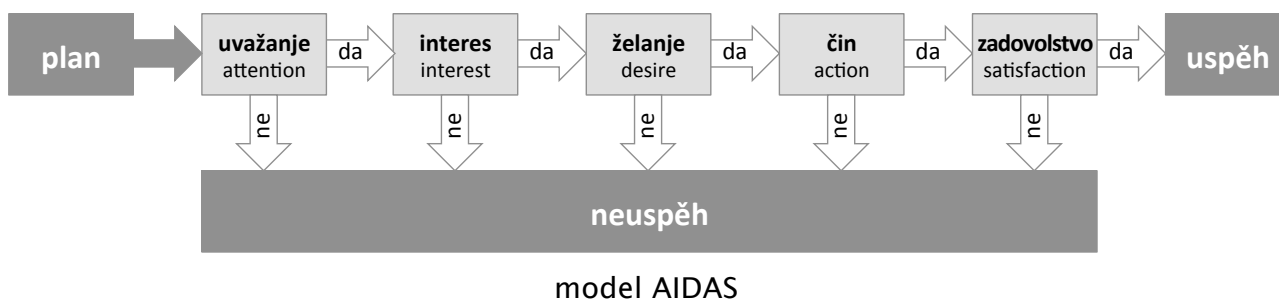 plan
uvažanje
attention
da
interes
interest
da
želanje
desire
da
čin
action
da
zadovolstvo
satisfaction
da
uspěh
ne
ne
ne
ne
ne
neuspěh
model AIDAS